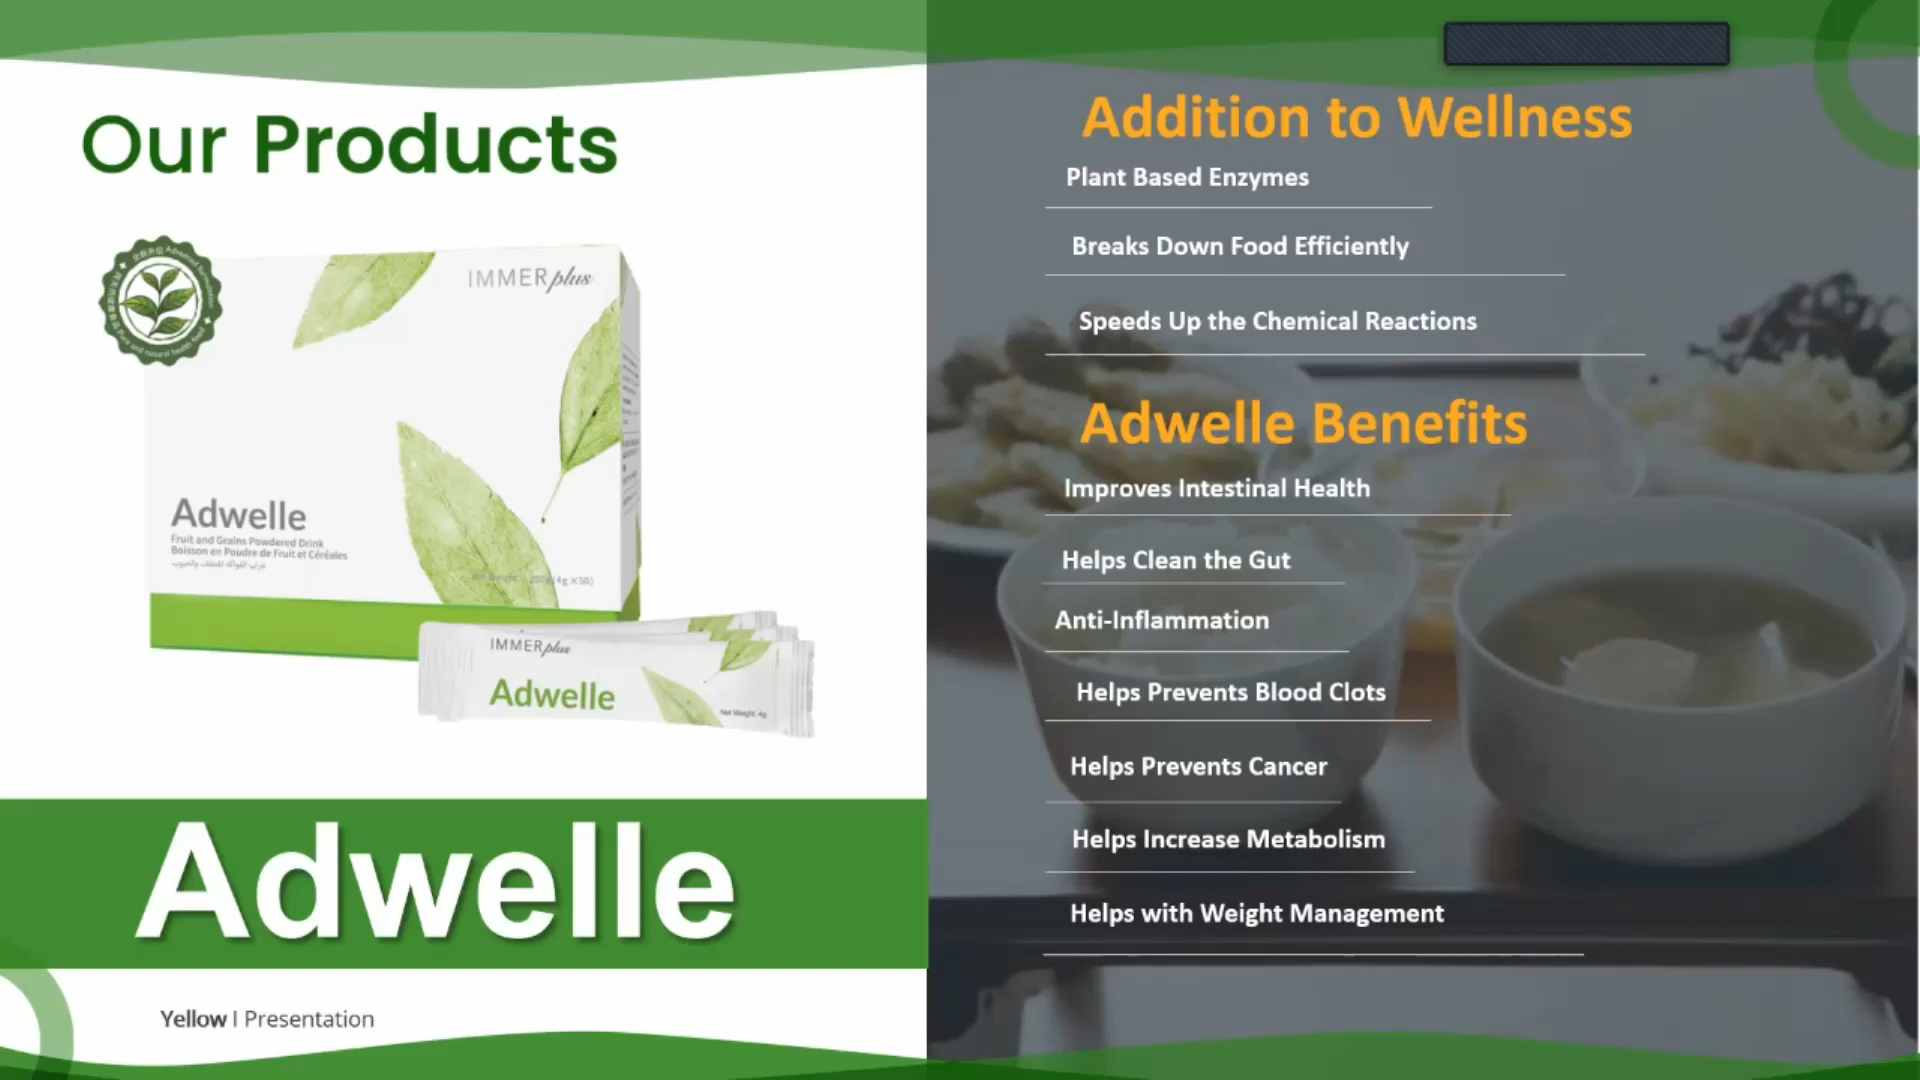 Our Products
IMMERplus
Adwelle
Fruit and Grains Powdered Drink
Boisson en Poudre de Fruit et Céréales
IMMERplus
Adwelle
Net Weight: 4g
Adwelle
Yellow I Presentation
Addition to Wellness
Plant Based Enzymes
Breaks Down Food Efficiently
Speeds Up the Chemical Reactions
Adwelle Benefits
Improves Intestinal Health
Helps Clean the Gut
Anti-Inflammation
Helps Prevents Blood Clots
Helps Prevents Cancer
Helps Increase Metabolism
Helps with Weight Management